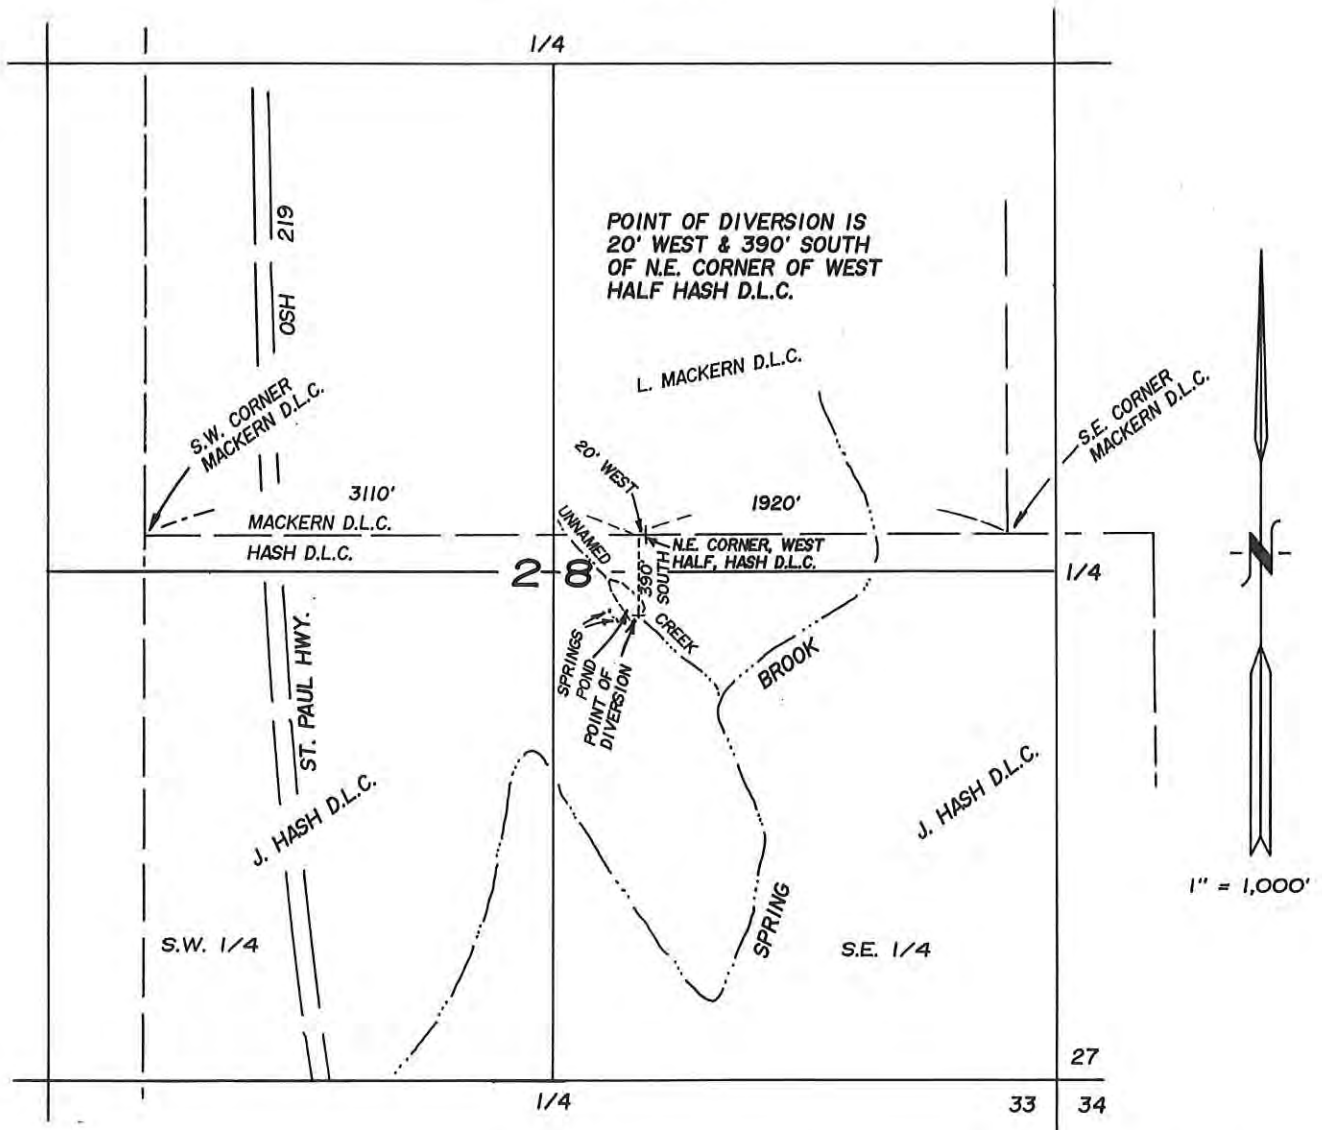 1/4
POINT OF DIVERSION IS
20' WEST & 390' SOUTH
OF N.E. CORNER OF WEST
HALF HASH D.L.C.
OSH 219
L. MACKERN D.L.C.
S.W. CORNER
MACKERN D.L.C.
S.E. CORNER
MACKERN D.L.C.
20' WEST
3110'
1920'
MACKERN D.L.C.
HASH D.L.C.
UNNAMED
CREEK
N.E. CORNER, WEST
HALF, HASH D.L.C.
390'
SOUTH
28
1/4
N
SPRINGS
POND
POINT OF
DIVERSION
BROOK
ST. PAUL HWY.
J. HASH D.L.C.
J. HASH D.L.C.
1" = 1,000'
SPRING
S.W. 1/4
S.E. 1/4
27
1/4
33
34